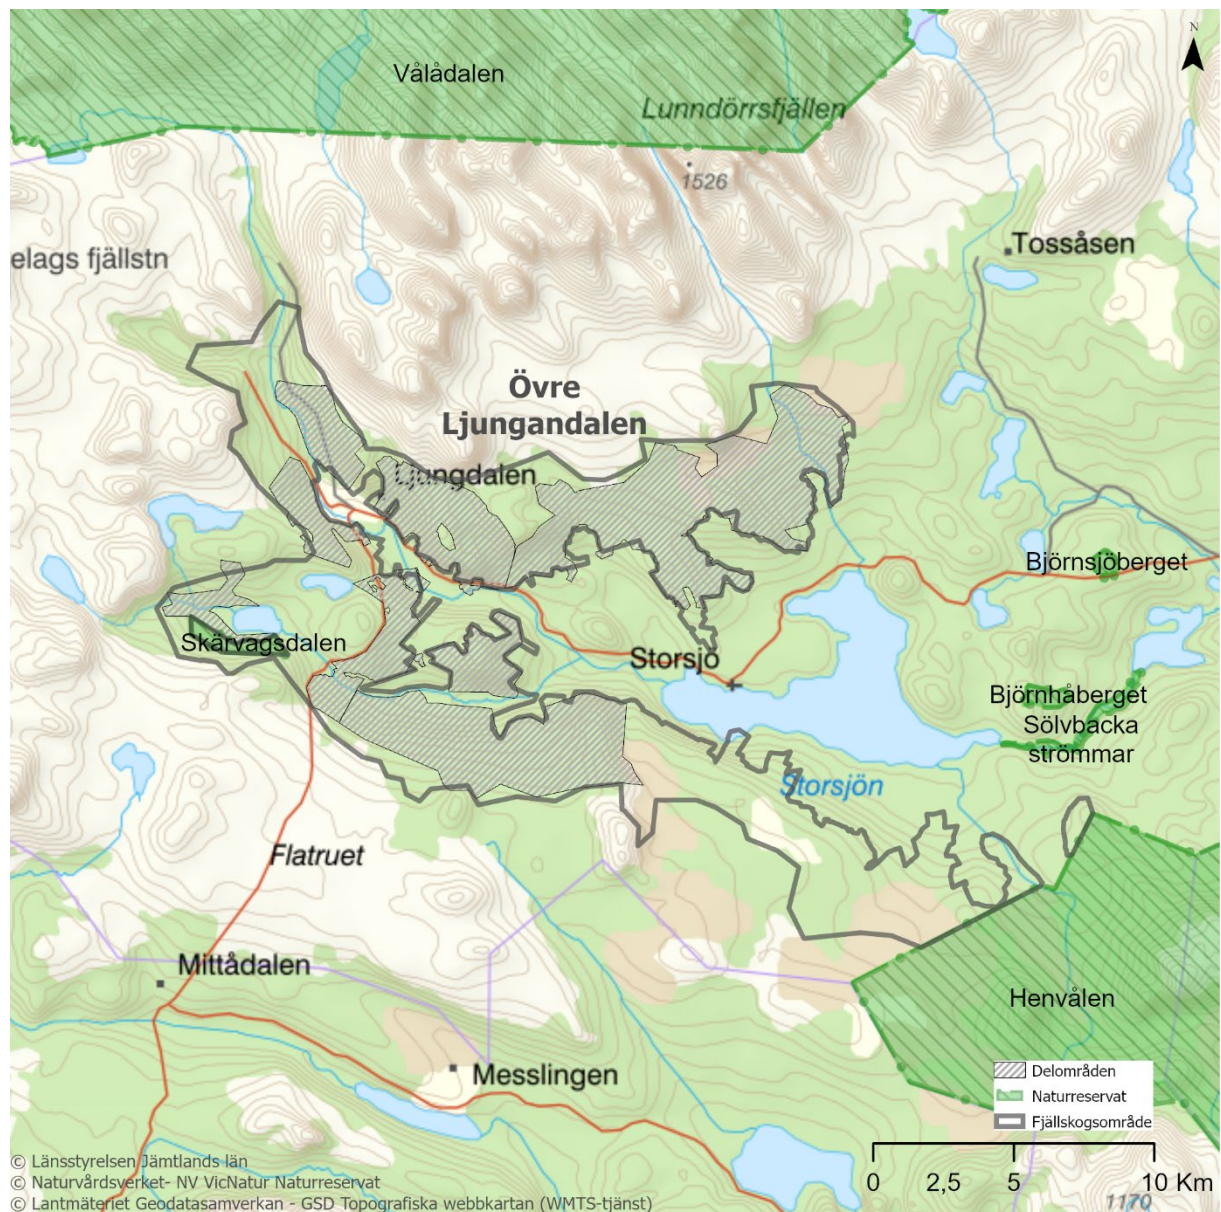 N
Vålådalen
Lunndörrsfjällen
1526
Tossåsen
elags fjällstn
Övre
Ljungandalen
Ljungdalen
Björnsjöberget
Skärvagsdalen
Storsjö
Björnhåberget
Sölvbacka
strömmar
Storsjön
Flatruet
Mittådalen
Henvålen
Messlingen
Delområden
Naturreservat
Fjällskogsområde
0 2,5 5 10 Km
© Länsstyrelsen Jämtlands län
© Naturvårdsverket- NV VicNatur Naturreservat
© Lantmäteriet Geodatasamverkan - GSD Topografiska webbkartan (WMTS-tjänst)
1170